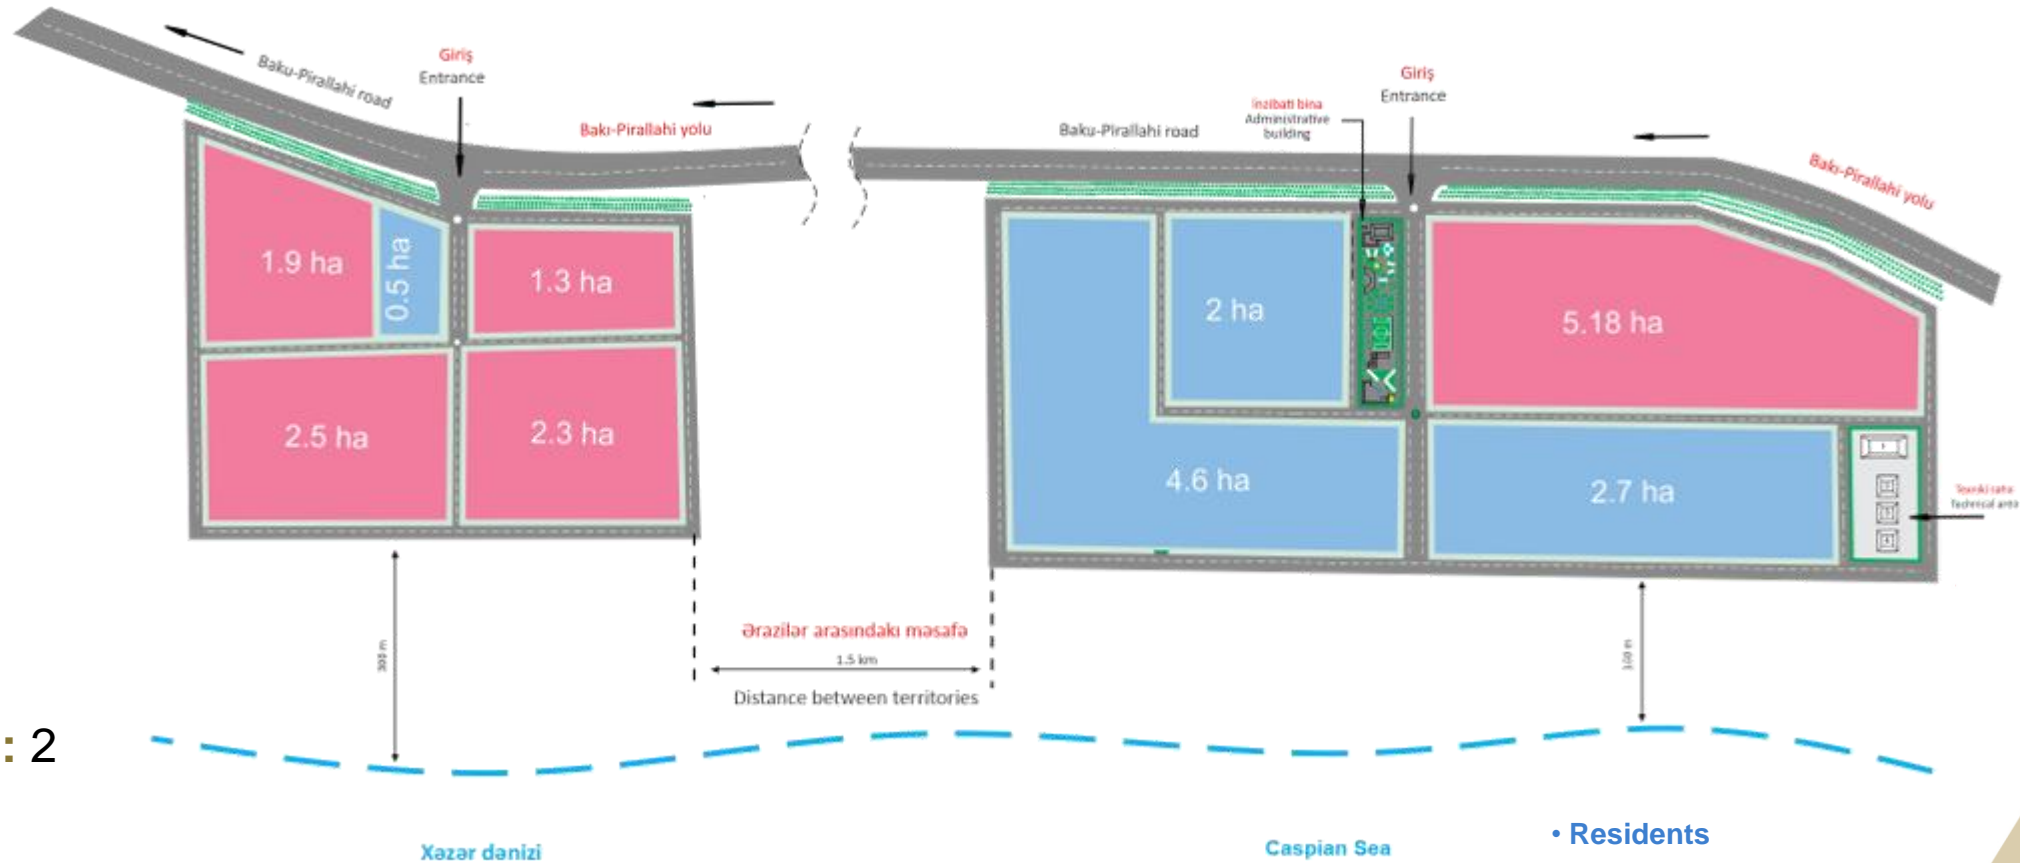 Giriş
Entrance
Baku-Pirallahi road
Bakı-Pirallahi yolu
Giriş
Entrance
İnzibati bina
Administrative
building
Baku-Pirallahi road
Bakı-Pirallahi yolu
1.9 ha
0.5 ha
1.3 ha
2.5 ha
2.3 ha
2 ha
5.18 ha
4.6 ha
2.7 ha
Technical
Ərazilər arasındakı məsafə
1.5 km
Distance between territories
: 2
Xəzər dənizi
Caspian Sea
• Residents